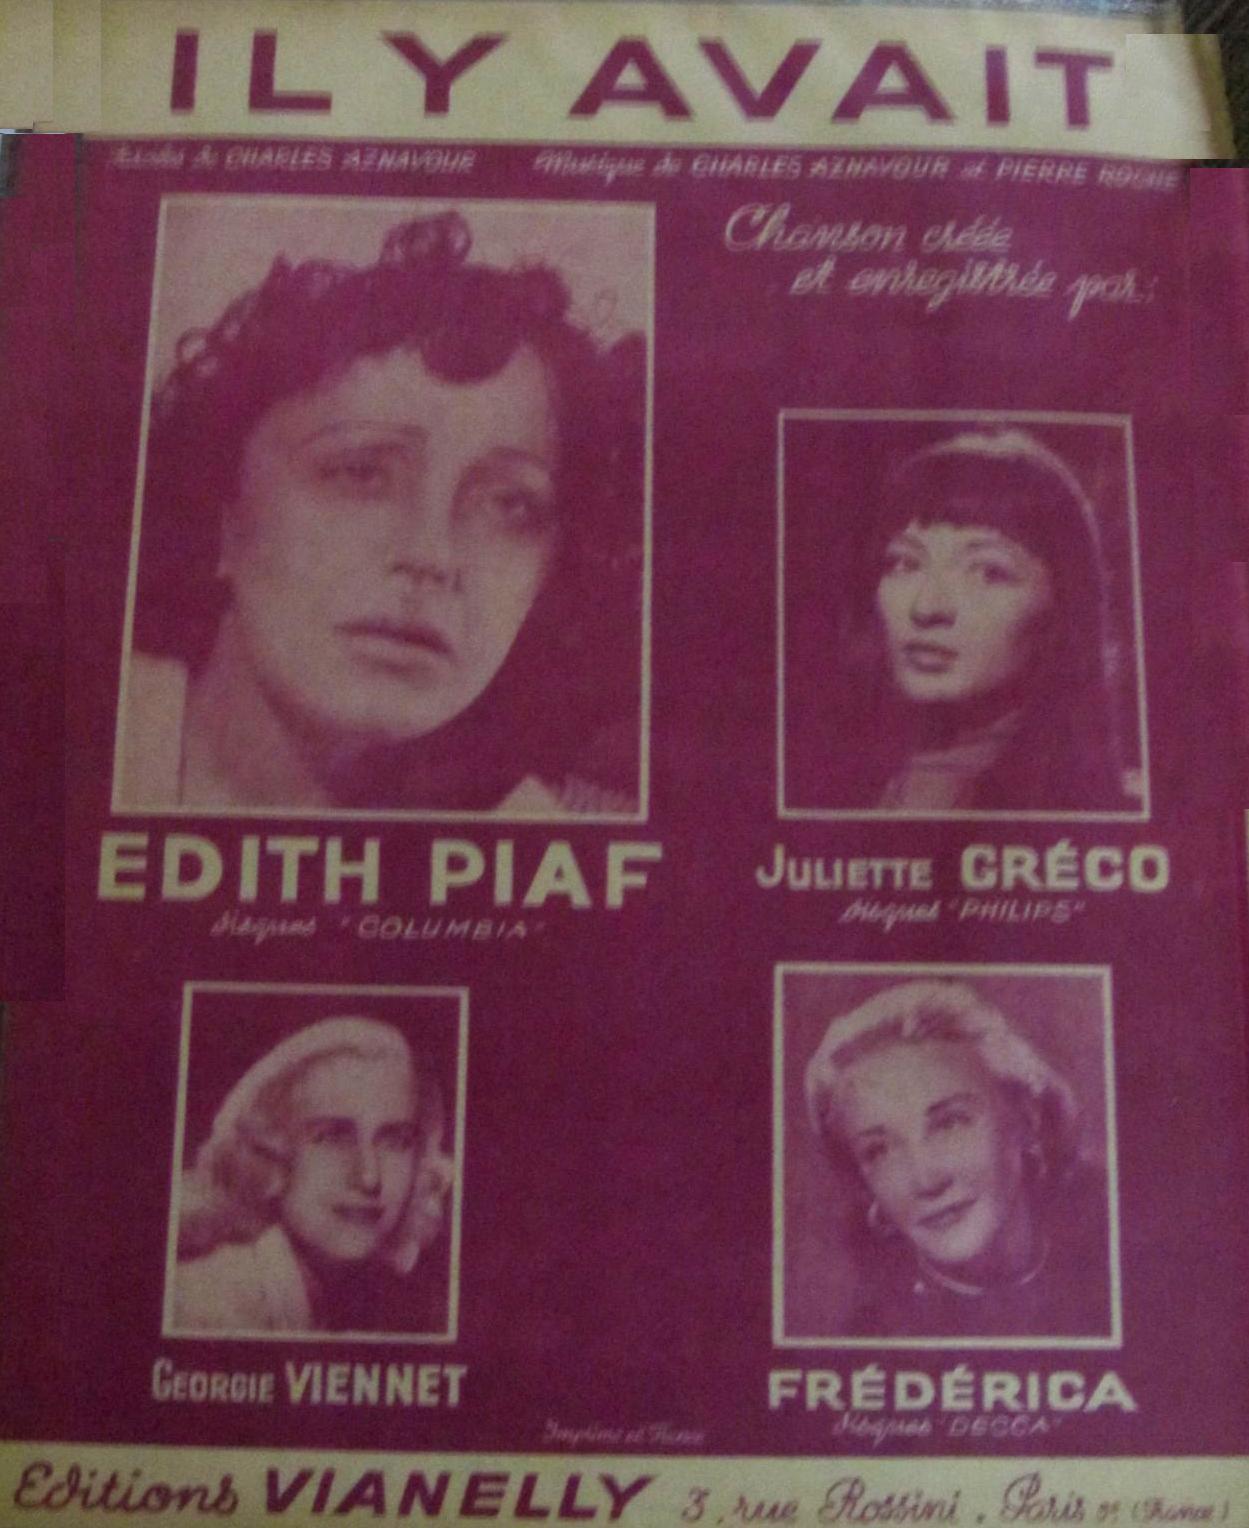 IL Y AVAIT
Paroles de CHARLES AZNAVOUR Musique de CHARLES AZNAVOUR et PIERRE ROCHE
Chanson créée
et enregistrée par:
EDITH PIAF
disques "COLUMBIA"
JULIETTE GRÉCO
disques "PHILIPS"
GEORGIE VIENNET
FRÉDÉRICA
disques "DECCA"
Imprimé en France
Editions VIANELLY 3, rue Rossini. Paris 9e (France)